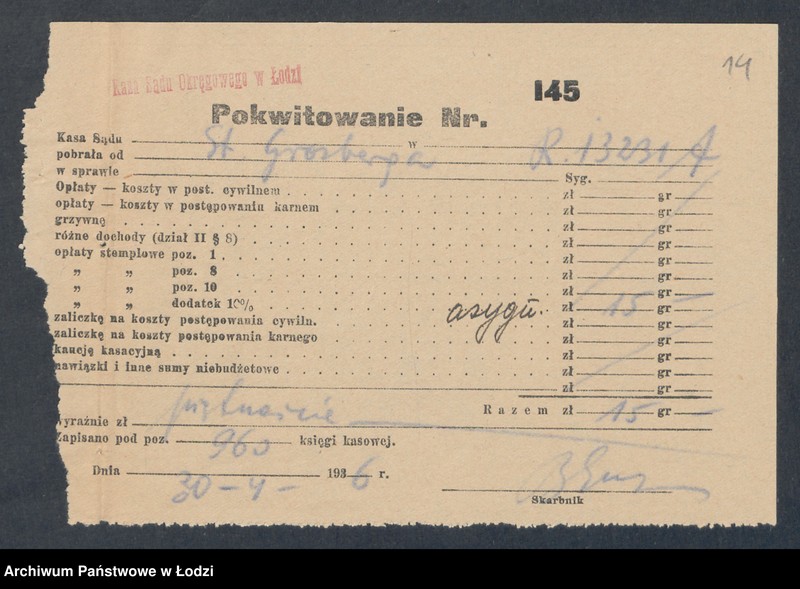 14
Kasa Sądu Okręgowego w Łodzi
145
Pokwitowanie Nr.
Kasa Sądu w
pobrała od St. Grosberga R. 13231/A
w sprawie Syg.
Opłaty — koszty w post. cywilnem zł gr
opłaty — koszty w postępowaniu karnem zł gr
grzywnę zł gr
różne dochody (dział II § 8) zł gr
opłaty stemplowe poz. 1 zł gr
„ „ poz. 8 zł gr
„ „ poz. 10 zł gr
„ „ dodatek 10% zł 15 gr —
zaliczkę na koszty postępowania cywiln. asygn. zł gr
zaliczkę na koszty postępowania karnego zł gr
kaucję kasacyjną zł gr
nawiązki i inne sumy niebudżetowe zł gr
zł gr
Razem zł 15 gr —
wyraźnie zł piętnaście
Zapisano pod poz. 960 księgi kasowej.
Dnia 30 – 4 – 1936 r.
Skarbnik
Archiwum Państwowe w Łodzi